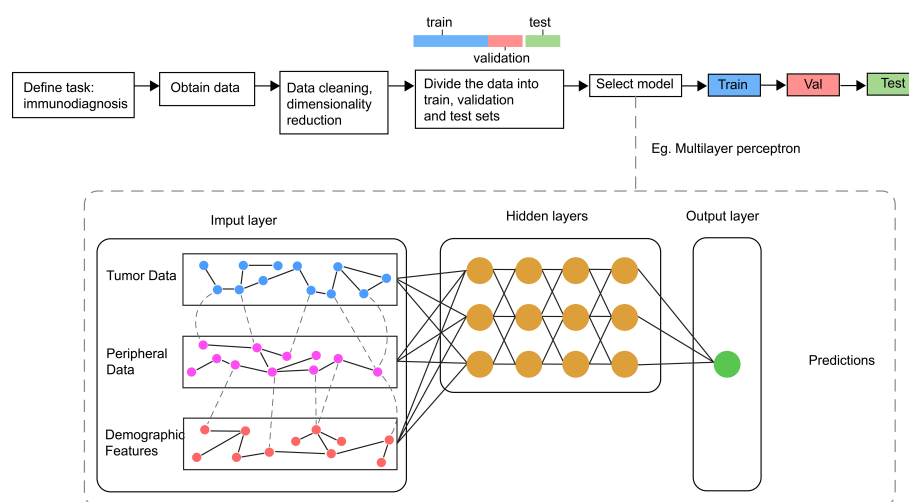 train
test
validation
Define task:
immunodiagnosis
Obtain data
Data cleaning,
dimensionality
reduction
Divide the data into
train, validation
and test sets
Select model
Train
Val
Test
Eg. Multilayer perceptron
Imput layer
Hidden layers
Output layer
Tumor Data
Peripheral
Data
Demographic
Features
Predictions